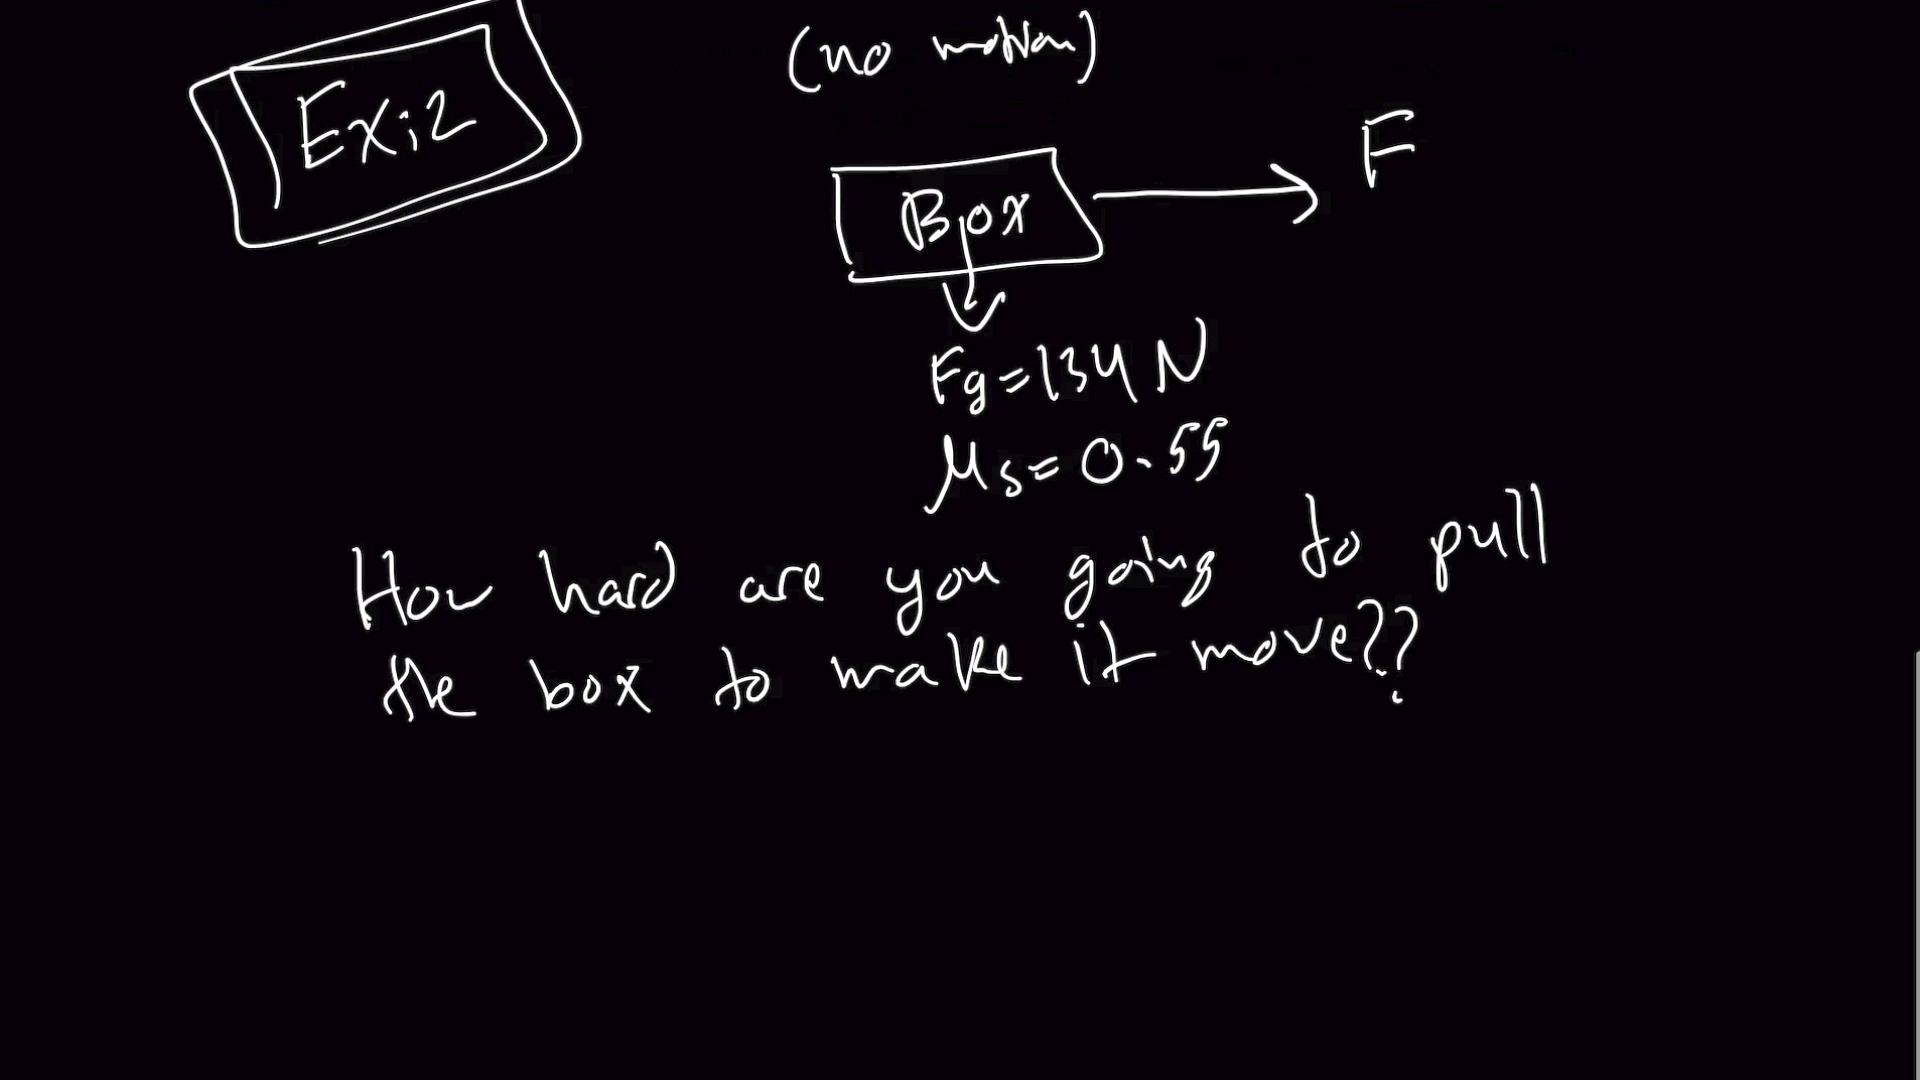 (no motion)
Ex:2
F
Box
Fg=134 N
μs= 0.55
How hard are you going to pull
the box to make it move??